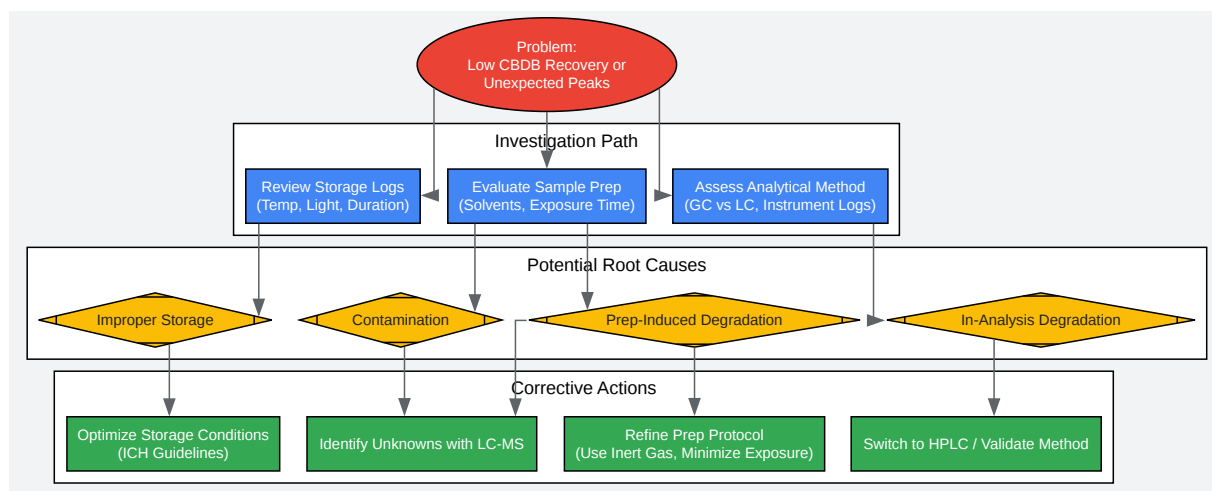 Problem:
Low CBDB Recovery or
Unexpected Peaks
Investigation Path
Review Storage Logs
(Temp, Light, Duration)
Evaluate Sample Prep
(Solvents, Exposure Time)
Assess Analytical Method
(GC vs LC, Instrument Logs)
Potential Root Causes
Improper Storage
Contamination
Prep-Induced Degradation
In-Analysis Degradation
Corrective Actions
Optimize Storage Conditions
(ICH Guidelines)
Identify Unknowns with LC-MS
Refine Prep Protocol
(Use Inert Gas, Minimize Exposure)
Switch to HPLC / Validate Method